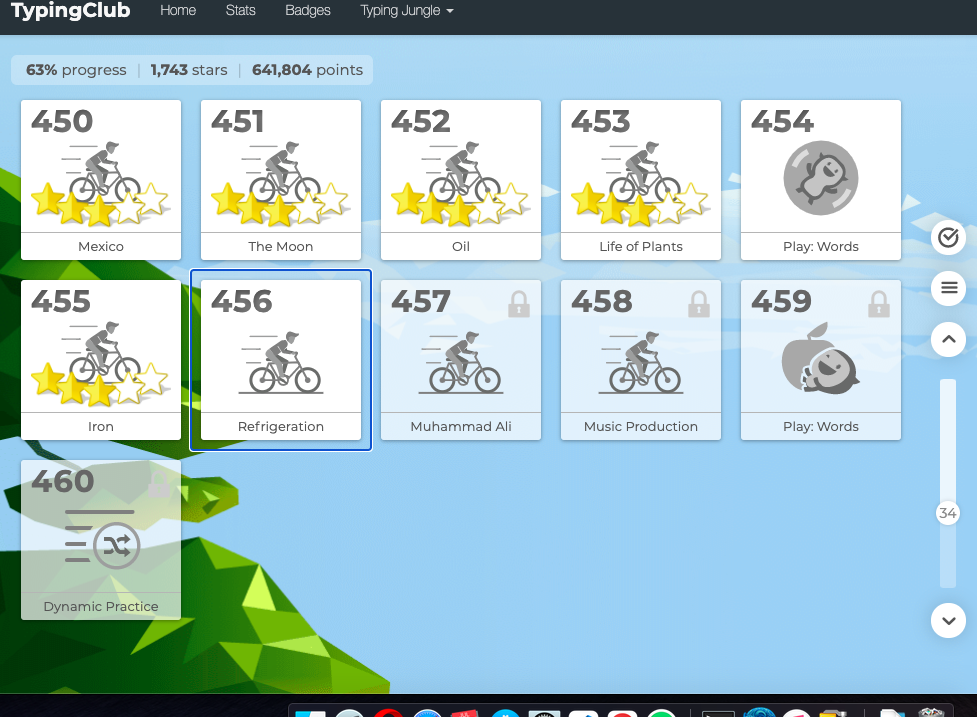 TypingClub Home Stats Badges Typing Jungle
63% progress | 1,743 stars | 641,804 points
450 451 452 453 454
Mexico The Moon Oil Life of Plants Play: Words
455 456 457 458 459
Iron Refrigeration Muhammad Ali Music Production Play: Words
34
460
Dynamic Practice